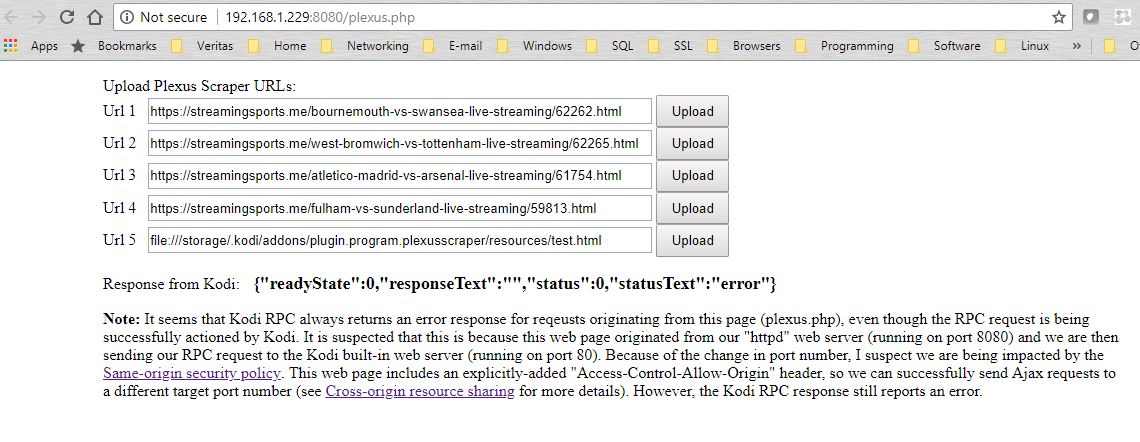 Not secure | 192.168.1.229:8080/plexus.php
Apps Bookmarks Veritas Home Networking E-mail Windows SQL SSL Browsers Programming Software Linux » O
Upload Plexus Scraper URLs:
Url 1 https://streamingsports.me/bournemouth-vs-swansea-live-streaming/62262.html Upload
Url 2 https://streamingsports.me/west-bromwich-vs-tottenham-live-streaming/62265.html Upload
Url 3 https://streamingsports.me/atletico-madrid-vs-arsenal-live-streaming/61754.html Upload
Url 4 https://streamingsports.me/fulham-vs-sunderland-live-streaming/59813.html Upload
Url 5 file:///storage/.kodi/addons/plugin.program.plexusscraper/resources/test.html Upload
Response from Kodi: {"readyState":0,"responseText":"","status":0,"statusText":"error"}
Note: It seems that Kodi RPC always returns an error response for reqeusts originating from this page (plexus.php), even though the RPC request is being
successfully actioned by Kodi. It is suspected that this is because this web page originated from our "httpd" web server (running on port 8080) and we are then
sending our RPC request to the Kodi built-in web server (running on port 80). Because of the change in port number, I suspect we are being impacted by the
Same-origin security policy. This web page includes an explicitly-added "Access-Control-Allow-Origin" header, so we can successfully send Ajax requests to
a different target port number (see Cross-origin resource sharing for more details). However, the Kodi RPC response still reports an error.